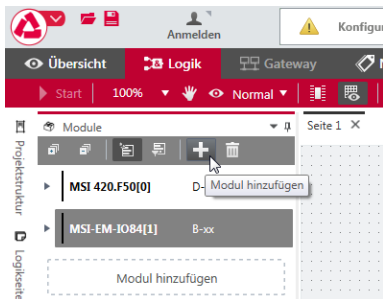 Anmelden
Konfigur
Übersicht
Logik
Gateway
Start
100%
Normal
Module
Seite 1
Projektstruktur
Logikseite
MSI 420.F50[0]
D-
Modul hinzufügen
MSI-EM-IO84[1]
B-xx
Modul hinzufügen